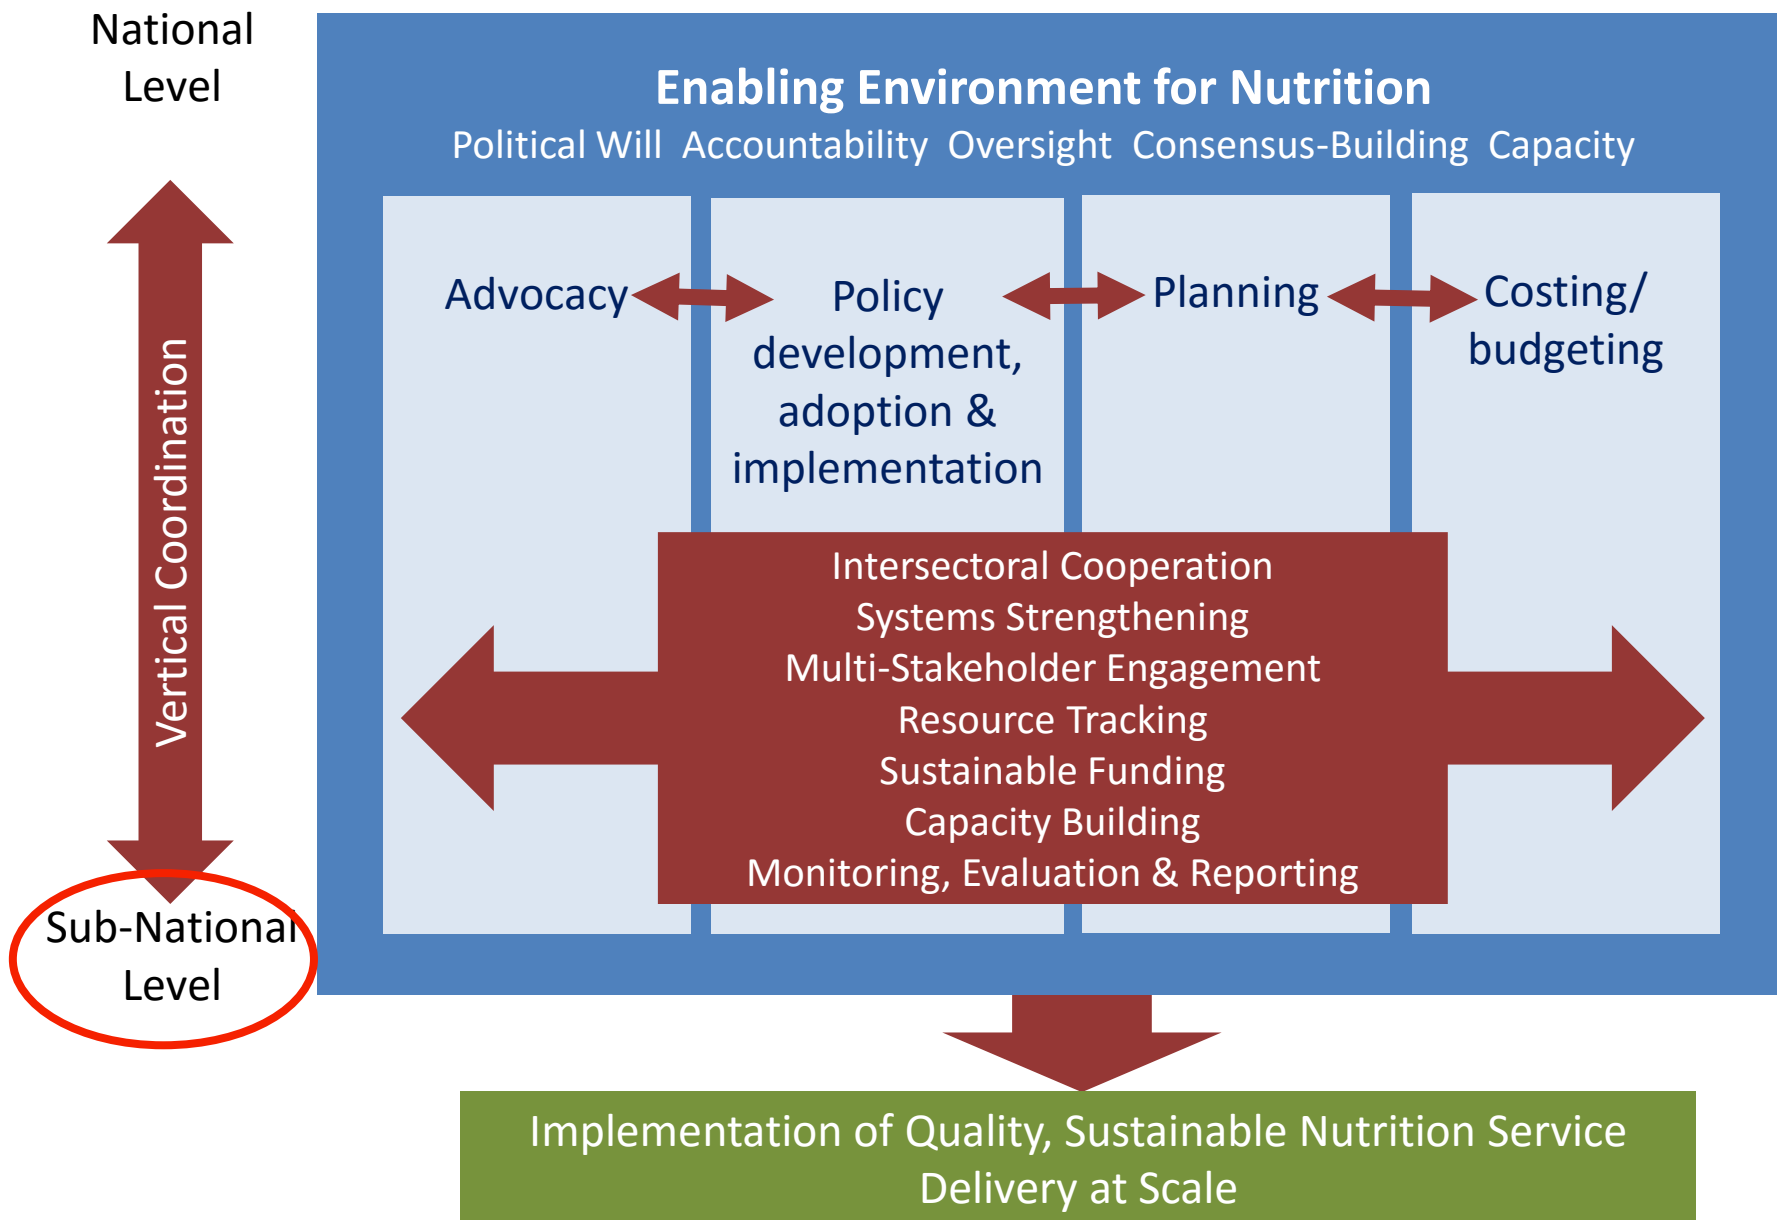 National
Level
Enabling Environment for Nutrition
Political Will Accountability Oversight Consensus-Building Capacity
Advocacy
Policy
development,
adoption &
implementation
Planning
Costing/
budgeting
Vertical Coordination
Intersectoral Cooperation
Systems Strengthening
Multi-Stakeholder Engagement
Resource Tracking
Sustainable Funding
Capacity Building
Monitoring, Evaluation & Reporting
Sub-National
Level
Implementation of Quality, Sustainable Nutrition Service
Delivery at Scale